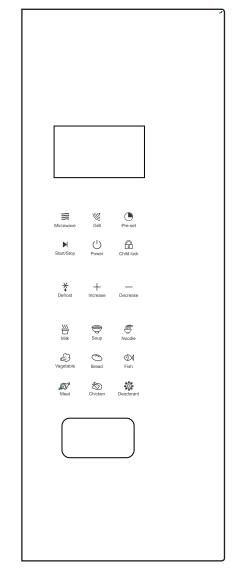 Microwave Grill Pre-set
Start/Stop Power Child lock
Defrost Increase Decrease
Milk Soup Noodle
Vegetable Bread Fish
Meat Chicken Deodorant